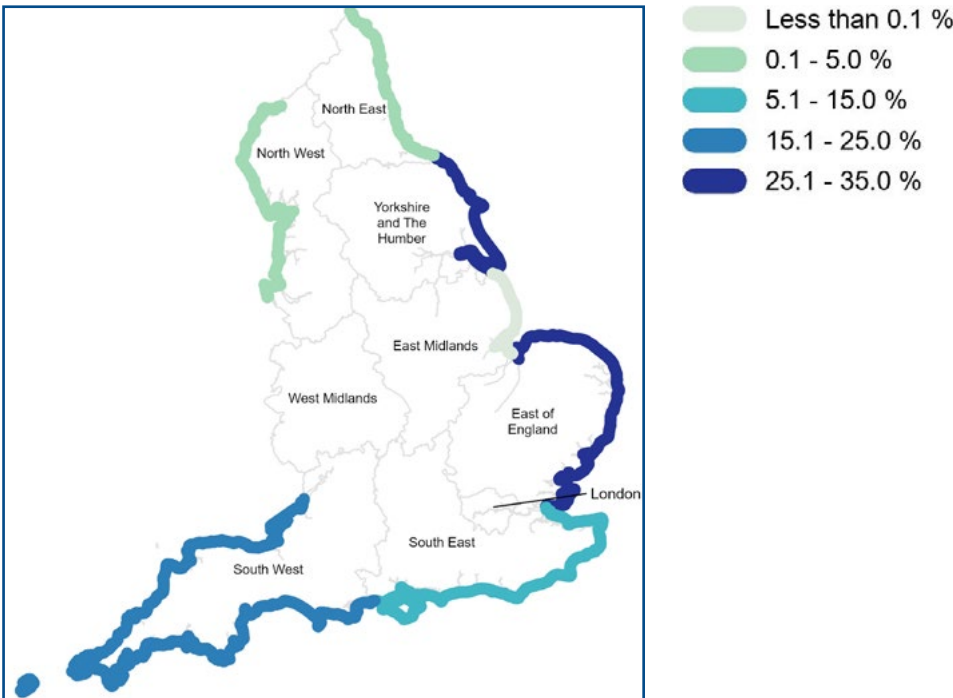 Less than 0.1 %
0.1 - 5.0 %
5.1 - 15.0 %
15.1 - 25.0 %
25.1 - 35.0 %
North East
North West
Yorkshire
and The
Humber
East Midlands
West Midlands
East of
England
London
South East
South West